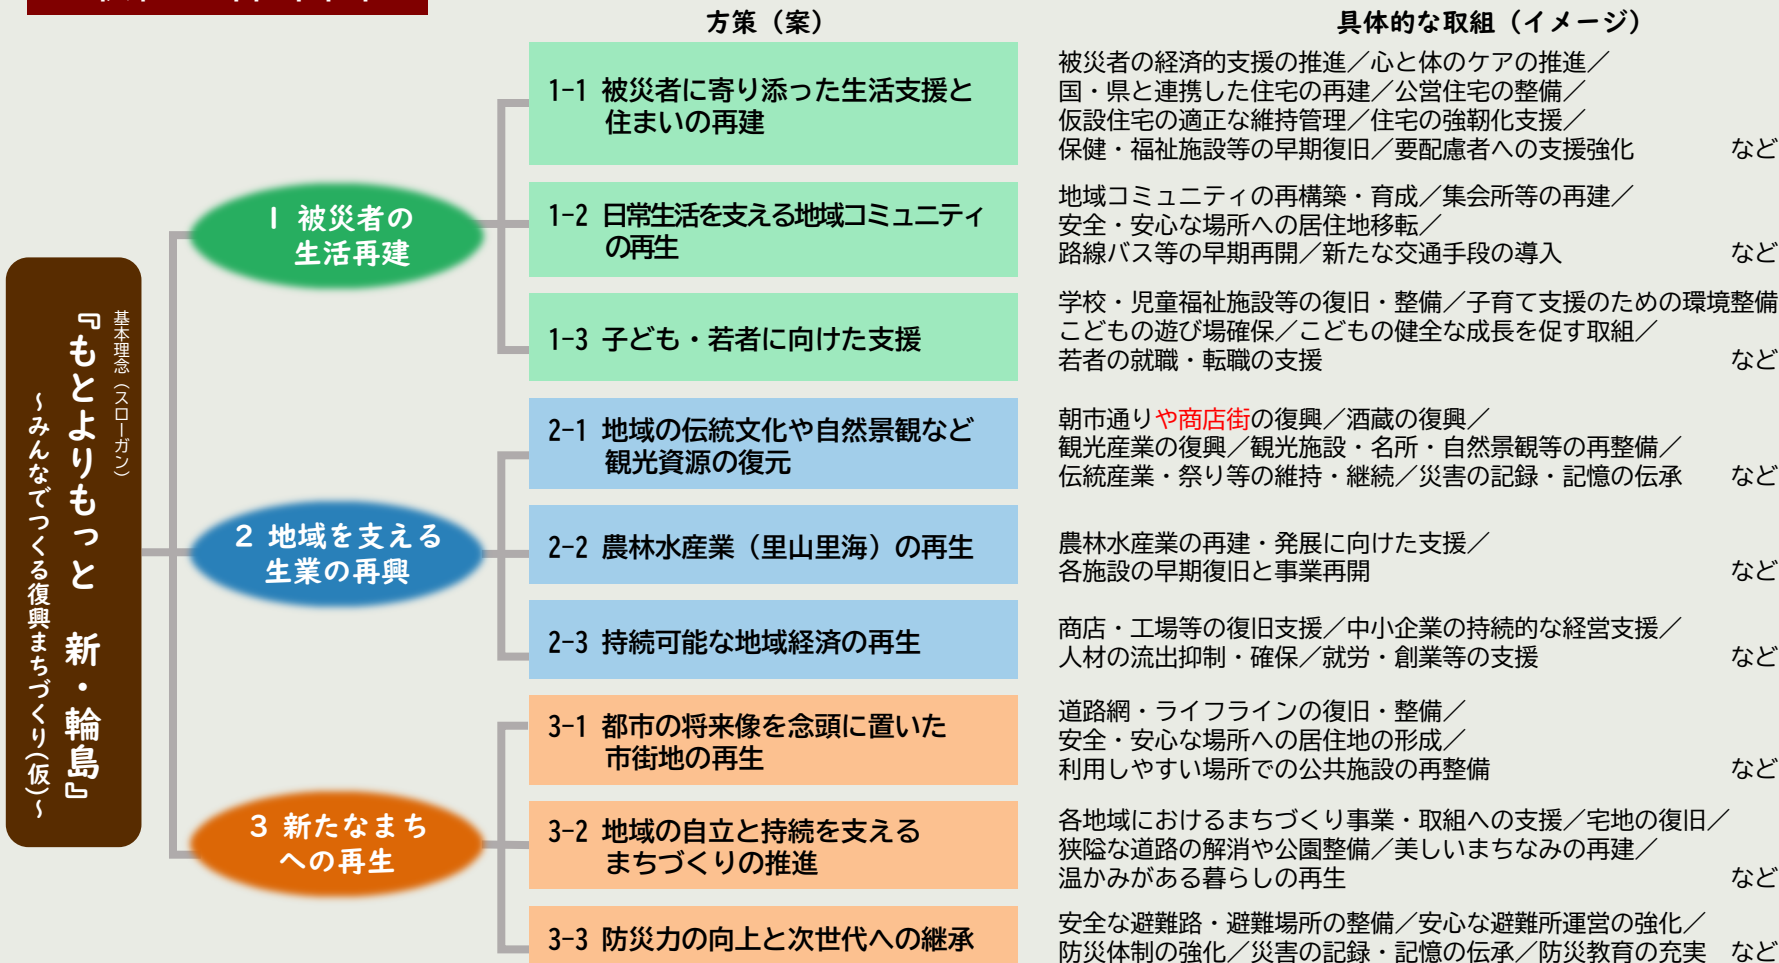 方策（案）
具体的な取組（イメージ）
基本理念（スローガン）
『もとよりもっと　新・輪島』
～みんなでつくる復興まちづくり(仮)～
1 被災者の
生活再建
1-1 被災者に寄り添った生活支援と
住まいの再建
被災者の経済的支援の推進／心と体のケアの推進／
国・県と連携した住宅の再建／公営住宅の整備／
仮設住宅の適正な維持管理／住宅の強靭化支援／
保健・福祉施設等の早期復旧／要配慮者への支援強化　など
1-2 日常生活を支える地域コミュニティ
の再生
地域コミュニティの再構築・育成／集会所等の再建／
安全・安心な場所への居住地移転／
路線バス等の早期再開／新たな交通手段の導入　など
1-3 子ども・若者に向けた支援
学校・児童福祉施設等の復旧・整備／子育て支援のための環境整備
こどもの遊び場確保／こどもの健全な成長を促す取組／
若者の就職・転職の支援　など
2 地域を支える
生業の再興
2-1 地域の伝統文化や自然景観など
観光資源の復元
朝市通りや商店街の復興／酒蔵の復興／
観光産業の復興／観光施設・名所・自然景観等の再整備／
伝統産業・祭り等の維持・継続／災害の記録・記憶の伝承　など
2-2 農林水産業（里山里海）の再生
農林水産業の再建・発展に向けた支援／
各施設の早期復旧と事業再開　など
2-3 持続可能な地域経済の再生
商店・工場等の復旧支援／中小企業の持続的な経営支援／
人材の流出抑制・確保／就労・創業等の支援　など
3 新たなまち
への再生
3-1 都市の将来像を念頭に置いた
市街地の再生
道路網・ライフラインの復旧・整備／
安全・安心な場所への居住地の形成／
利用しやすい場所での公共施設の再整備　など
3-2 地域の自立と持続を支える
まちづくりの推進
各地域におけるまちづくり事業・取組への支援／宅地の復旧／
狭隘な道路の解消や公園整備／美しいまちなみの再建／
温かみがある暮らしの再生　など
3-3 防災力の向上と次世代への継承
安全な避難路・避難場所の整備／安心な避難所運営の強化／
防災体制の強化／災害の記録・記憶の伝承／防災教育の充実　など